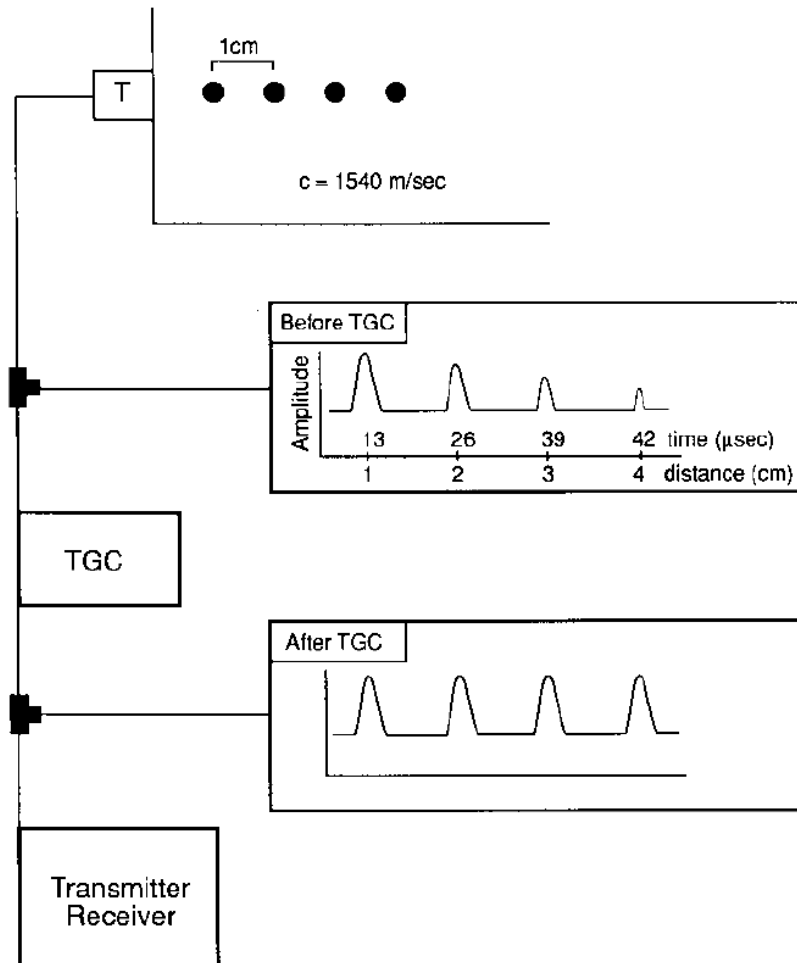 1cm
T
c = 1540 m/sec
Before TGC
Amplitude
13 26 39 42 time (µsec)
1 2 3 4 distance (cm)
TGC
After TGC
Transmitter
Receiver